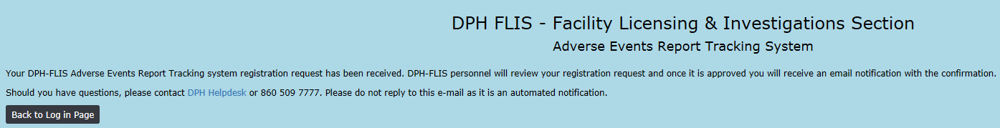 DPH FLIS - Facility Licensing & Investigations Section
Adverse Events Report Tracking System
Your DPH-FLIS Adverse Events Report Tracking system registration request has been received. DPH-FLIS personnel will review your registration request and once it is approved you will receive an email notification with the confirmation.
Should you have questions, please contact DPH Helpdesk or 860 509 7777. Please do not reply to this e-mail as it is an automated notification.
Back to Log in Page